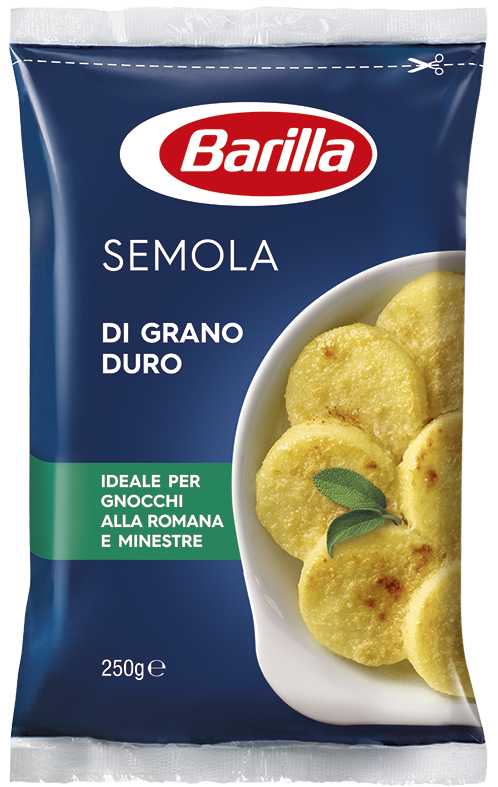 Barilla
SEMOLA
DI GRANO
DURO
IDEALE PER
GNOCCHI
ALLA ROMANA
E MINESTRE
250g℮